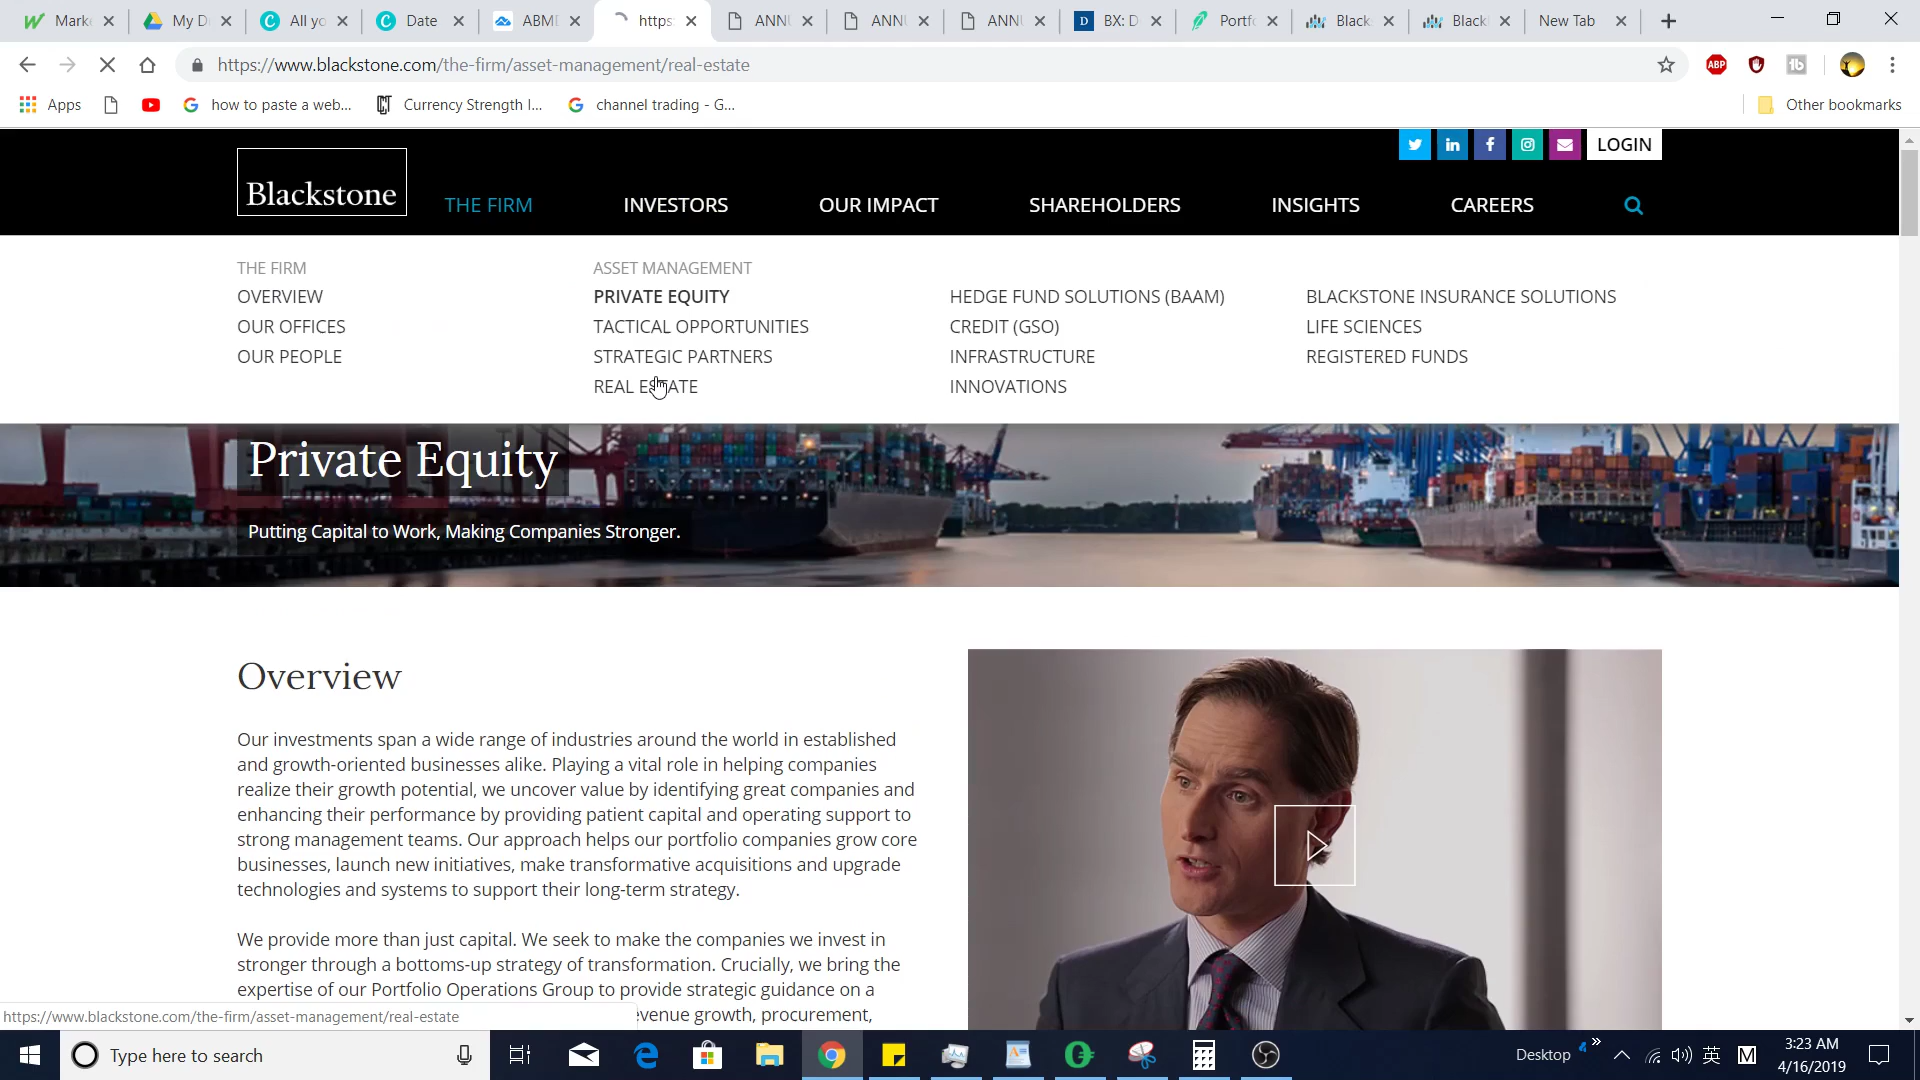 Mark
My D
All yo
Date
ABMD
https:
ANNU
ANNU
ANNU
BX: D
Portfo
Black
Black
New Tab
https://www.blackstone.com/the-firm/asset-management/real-estate
ABP
Apps
how to paste a web...
Currency Strength I...
channel trading - G...
Other bookmarks
LOGIN
Blackstone
THE FIRM
INVESTORS
OUR IMPACT
SHAREHOLDERS
INSIGHTS
CAREERS
THE FIRM
OVERVIEW
OUR OFFICES
OUR PEOPLE
ASSET MANAGEMENT
PRIVATE EQUITY
TACTICAL OPPORTUNITIES
STRATEGIC PARTNERS
REAL ESTATE
HEDGE FUND SOLUTIONS (BAAM)
CREDIT (GSO)
INFRASTRUCTURE
INNOVATIONS
BLACKSTONE INSURANCE SOLUTIONS
LIFE SCIENCES
REGISTERED FUNDS
Private Equity
Putting Capital to Work, Making Companies Stronger.
Overview
Our investments span a wide range of industries around the world in established
and growth-oriented businesses alike. Playing a vital role in helping companies
realize their growth potential, we uncover value by identifying great companies and
enhancing their performance by providing patient capital and operating support to
strong management teams. Our approach helps our portfolio companies grow core
businesses, launch new initiatives, make transformative acquisitions and upgrade
technologies and systems to support their long-term strategy.
We provide more than just capital. We seek to make the companies we invest in
stronger through a bottoms-up strategy of transformation. Crucially, we bring the
expertise of our Portfolio Operations Group to provide strategic guidance on a
evenue growth, procurement,
https://www.blackstone.com/the-firm/asset-management/real-estate
Type here to search
Desktop
英
M
3:23 AM
4/16/2019